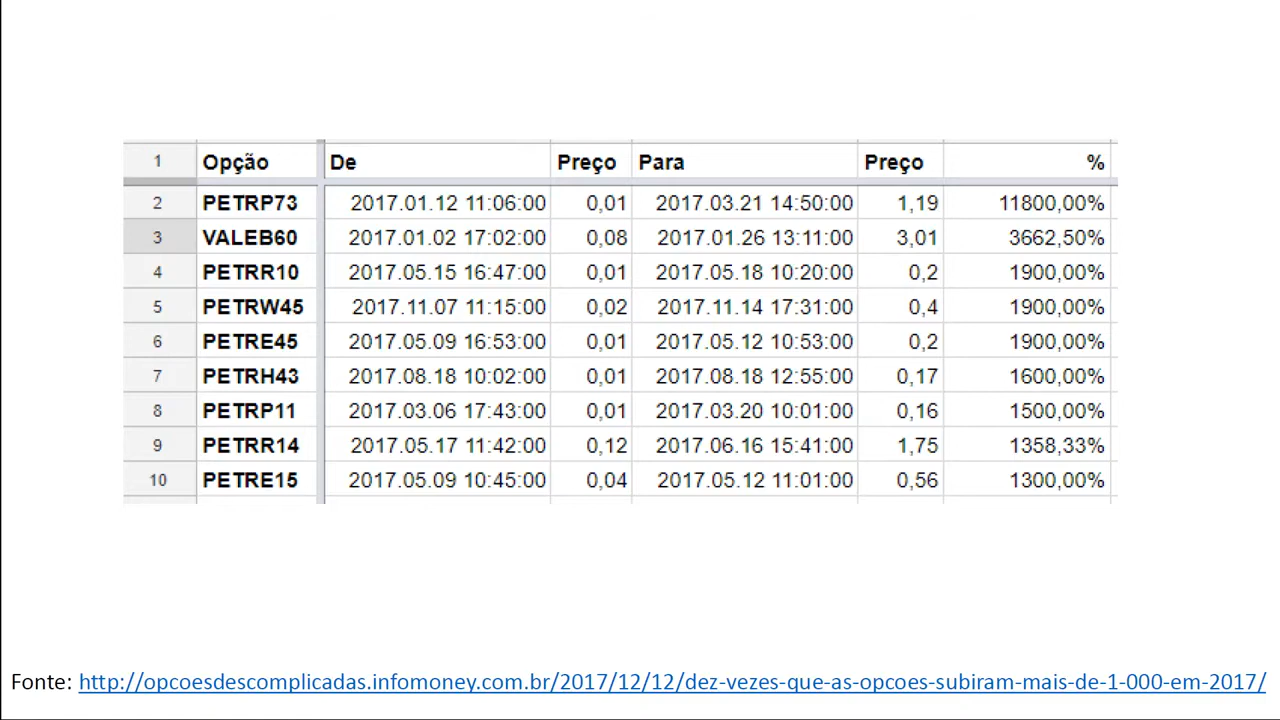 1 Opção De Preço Para Preço %
2 PETRP73 2017.01.12 11:06:00 0,01 2017.03.21 14:50:00 1,19 11800,00%
3 VALEB60 2017.01.02 17:02:00 0,08 2017.01.26 13:11:00 3,01 3662,50%
4 PETRR10 2017.05.15 16:47:00 0,01 2017.05.18 10:20:00 0,2 1900,00%
5 PETRW45 2017.11.07 11:15:00 0,02 2017.11.14 17:31:00 0,4 1900,00%
6 PETRE45 2017.05.09 16:53:00 0,01 2017.05.12 10:53:00 0,2 1900,00%
7 PETRH43 2017.08.18 10:02:00 0,01 2017.08.18 12:55:00 0,17 1600,00%
8 PETRP11 2017.03.06 17:43:00 0,01 2017.03.20 10:01:00 0,16 1500,00%
9 PETRR14 2017.05.17 11:42:00 0,12 2017.06.16 15:41:00 1,75 1358,33%
10 PETRE15 2017.05.09 10:45:00 0,04 2017.05.12 11:01:00 0,56 1300,00%
Fonte: http://opcoesdescomplicadas.infomoney.com.br/2017/12/12/dez-vezes-que-as-opcoes-subiram-mais-de-1-000-em-2017/